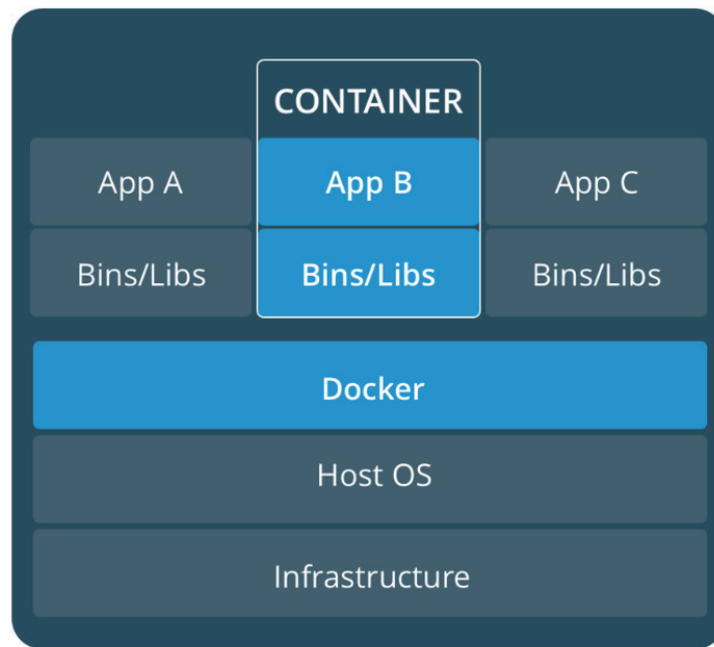 CONTAINER
App A
App B
App C
Bins/Libs
Bins/Libs
Bins/Libs
Docker
Host OS
Infrastructure